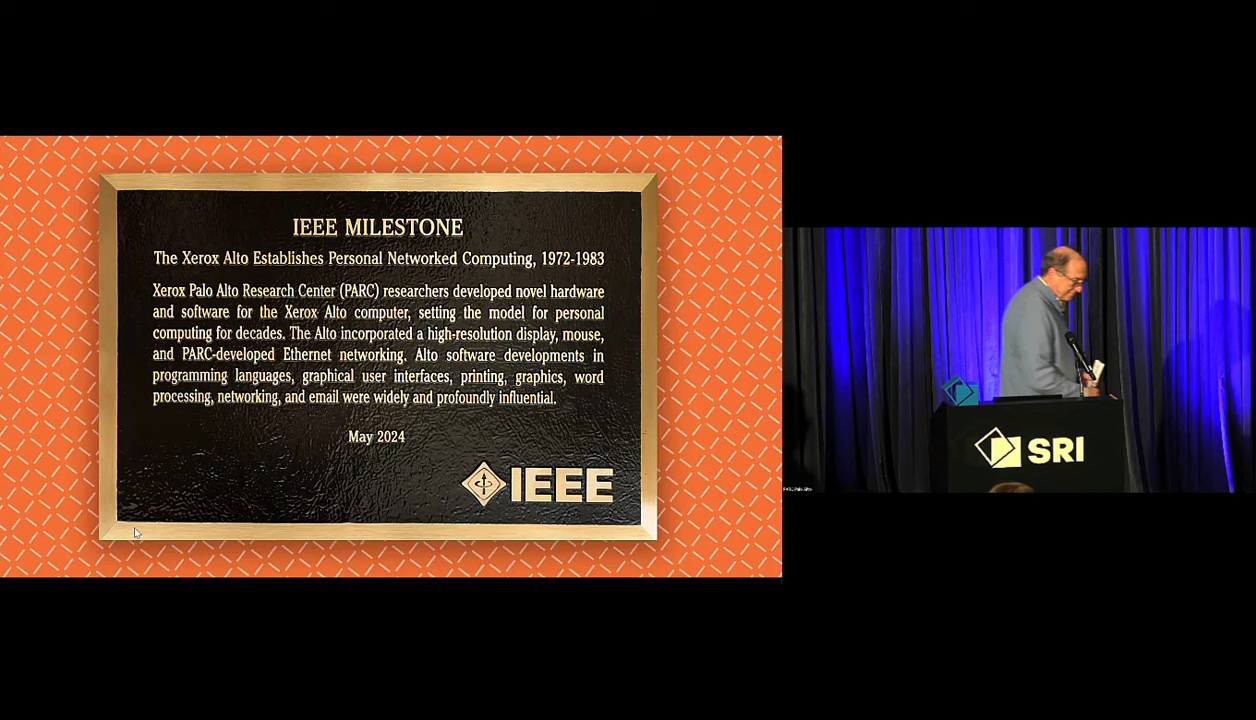 IEEE MILESTONE
The Xerox Alto Establishes Personal Networked Computing, 1972-1983
Xerox Palo Alto Research Center (PARC) researchers developed novel hardware
and software for the Xerox Alto computer, setting the model for personal
computing for decades. The Alto incorporated a high-resolution display, mouse,
and PARC-developed Ethernet networking. Alto software developments in
programming languages, graphical user interfaces, printing, graphics, word
processing, networking, and email were widely and profoundly influential.
May 2024
IEEE
SRI
PARC Palo Alto